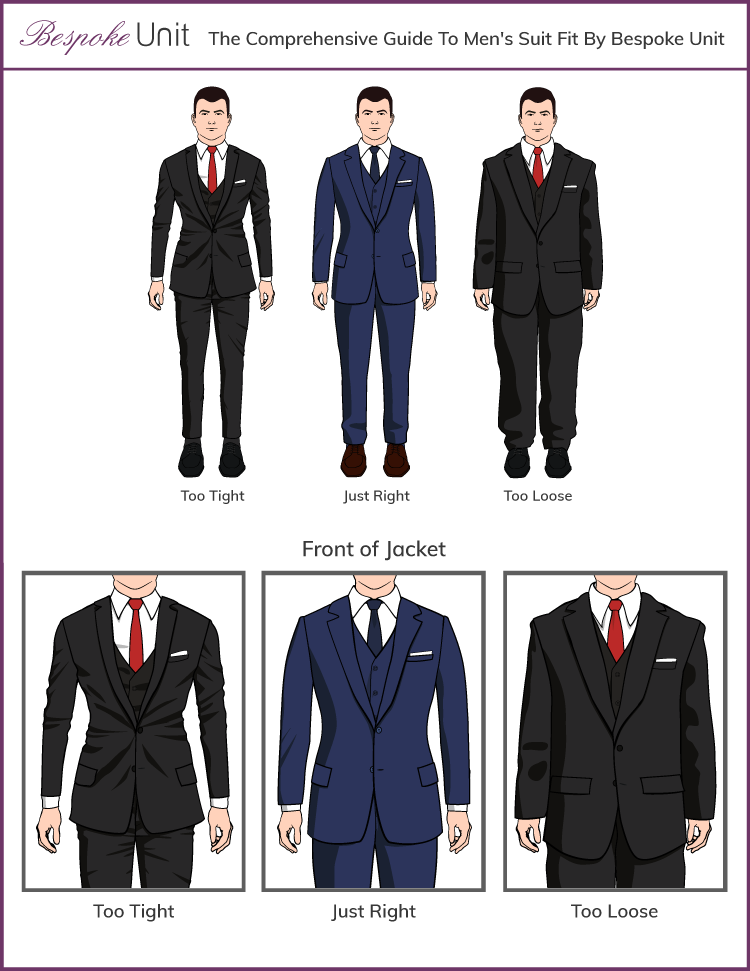 Bespoke Unit The Comprehensive Guide To Men's Suit Fit By Bespoke Unit
Too Tight Just Right Too Loose
Front of Jacket
Too Tight Just Right Too Loose